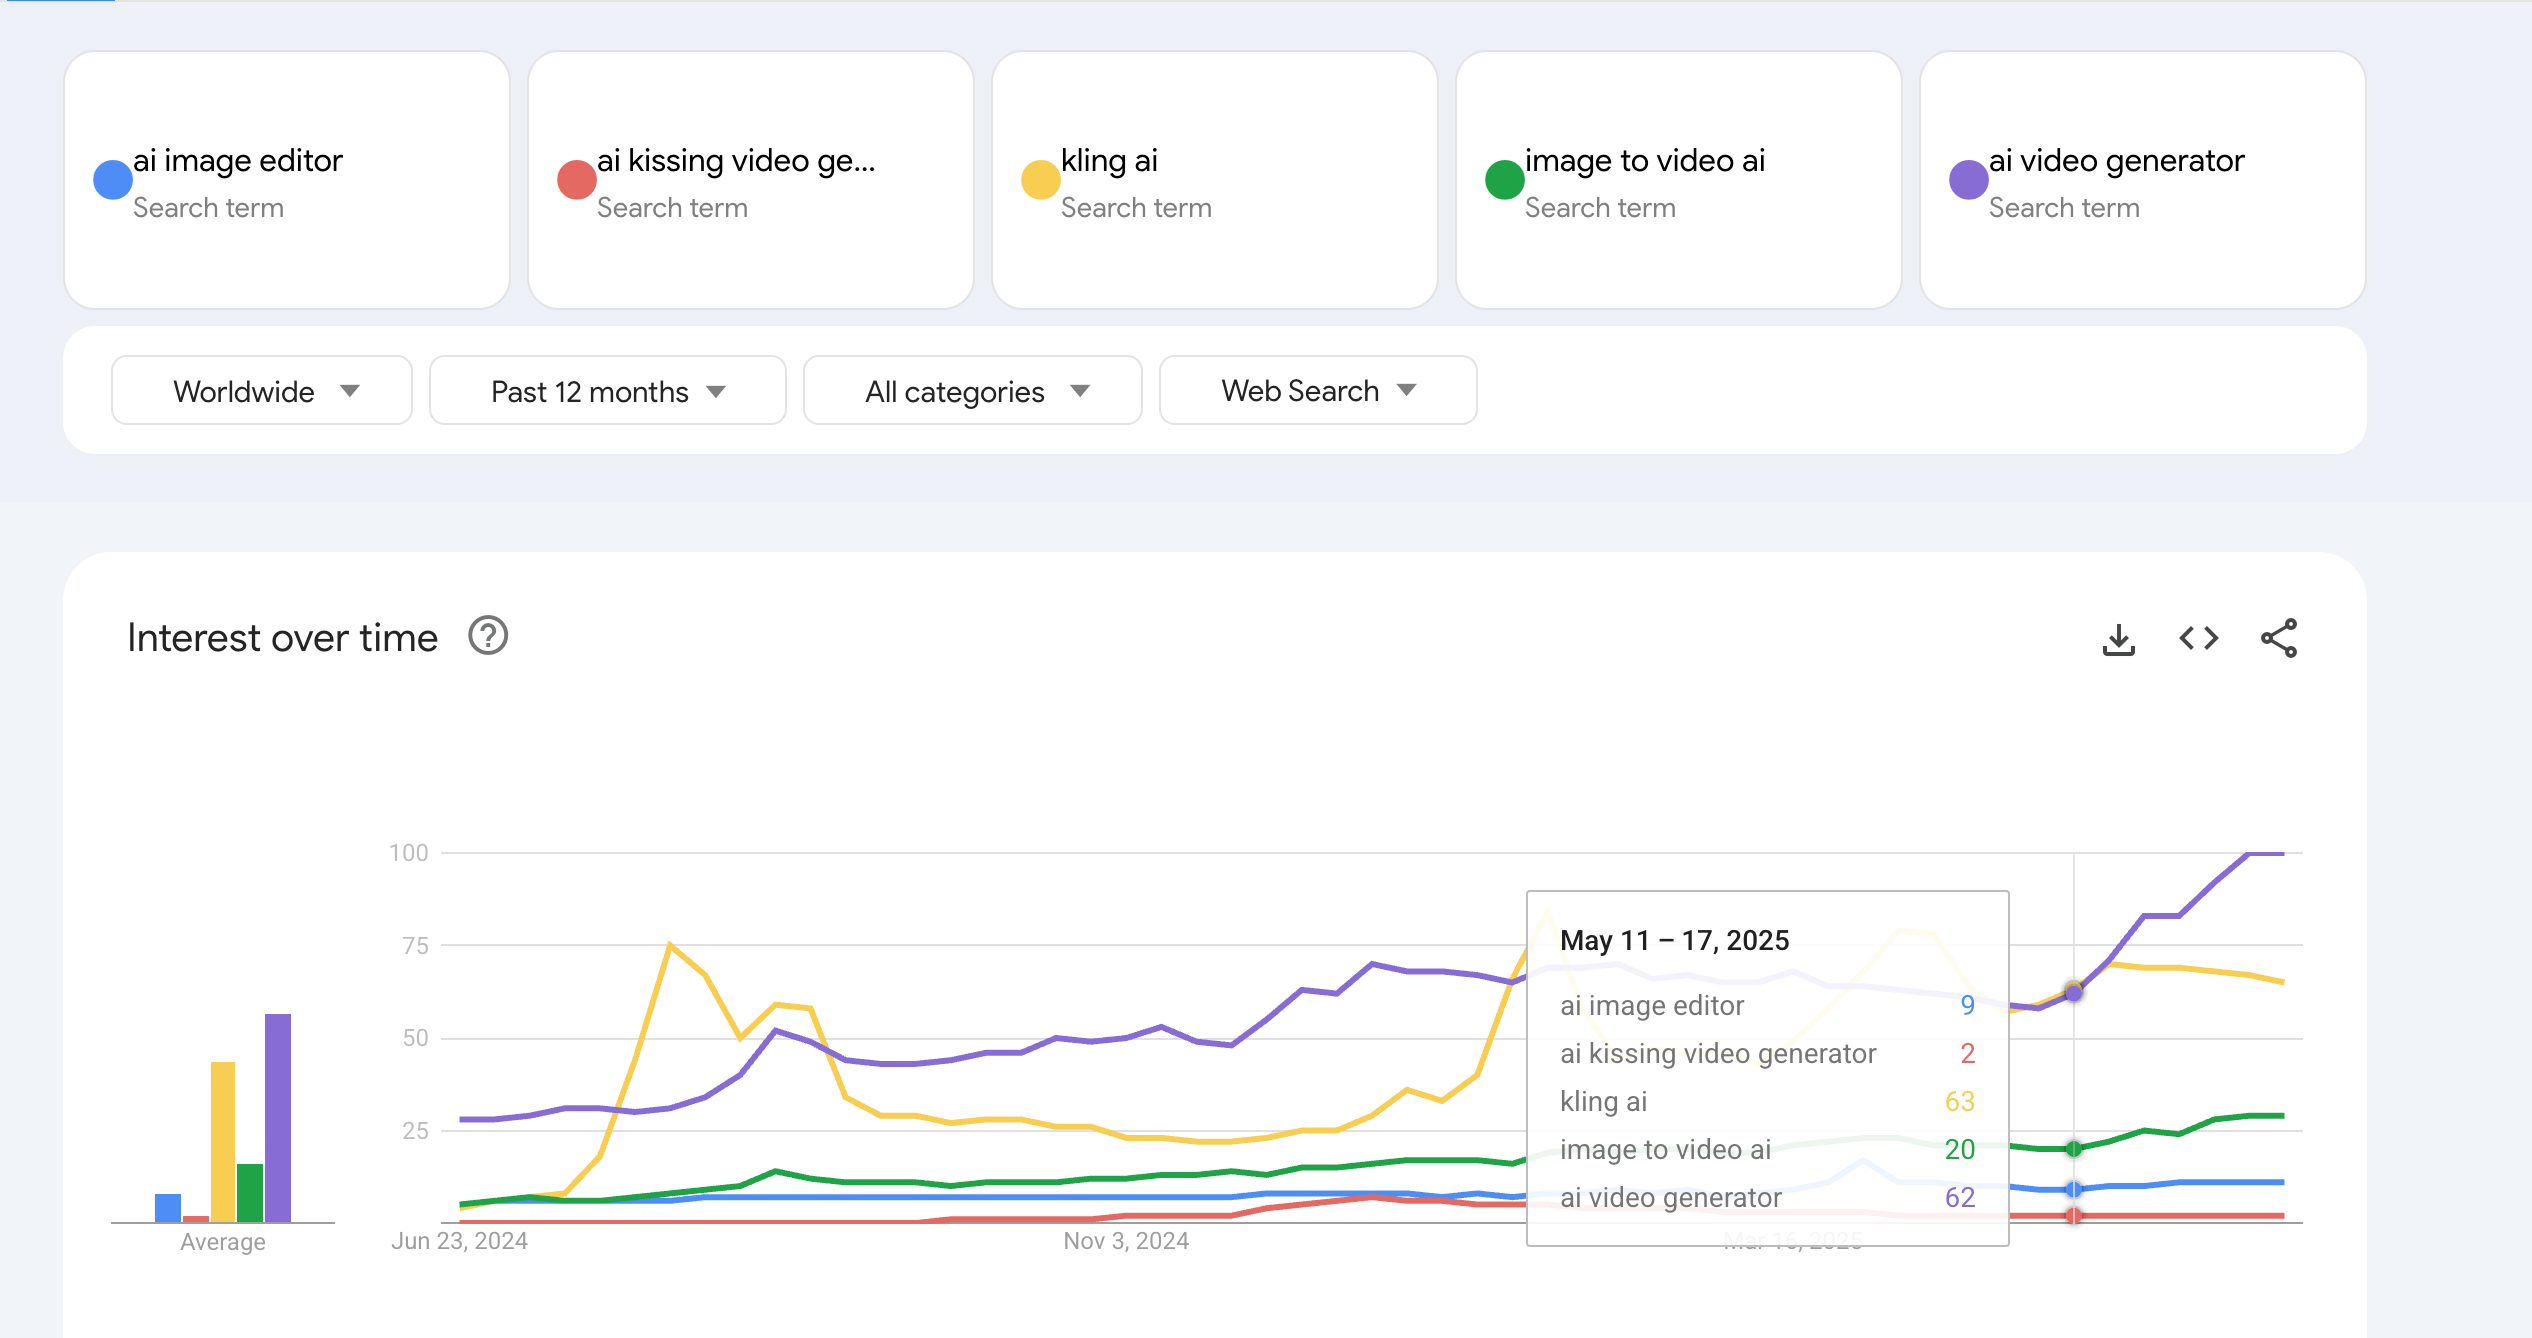 ai image editor
Search term
ai kissing video ge...
Search term
kling ai
Search term
image to video ai
Search term
ai video generator
Search term
Worldwide
Past 12 months
All categories
Web Search
Interest over time
100
75
50
25
Average
Jun 23, 2024
Nov 3, 2024
Mar 16, 2025
May 11 – 17, 2025
ai image editor 9
ai kissing video generator 2
kling ai 63
image to video ai 20
ai video generator 62